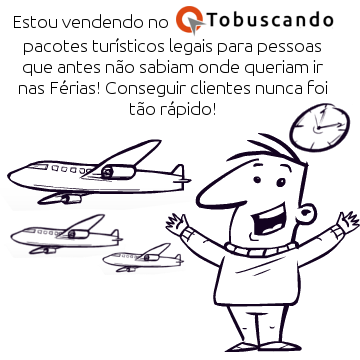 Estou vendendo no QTobuscando
pacotes turísticos legais para pessoas
que antes não sabiam onde queriam ir
nas Férias! Conseguir clientes nunca foi
tão rápido!